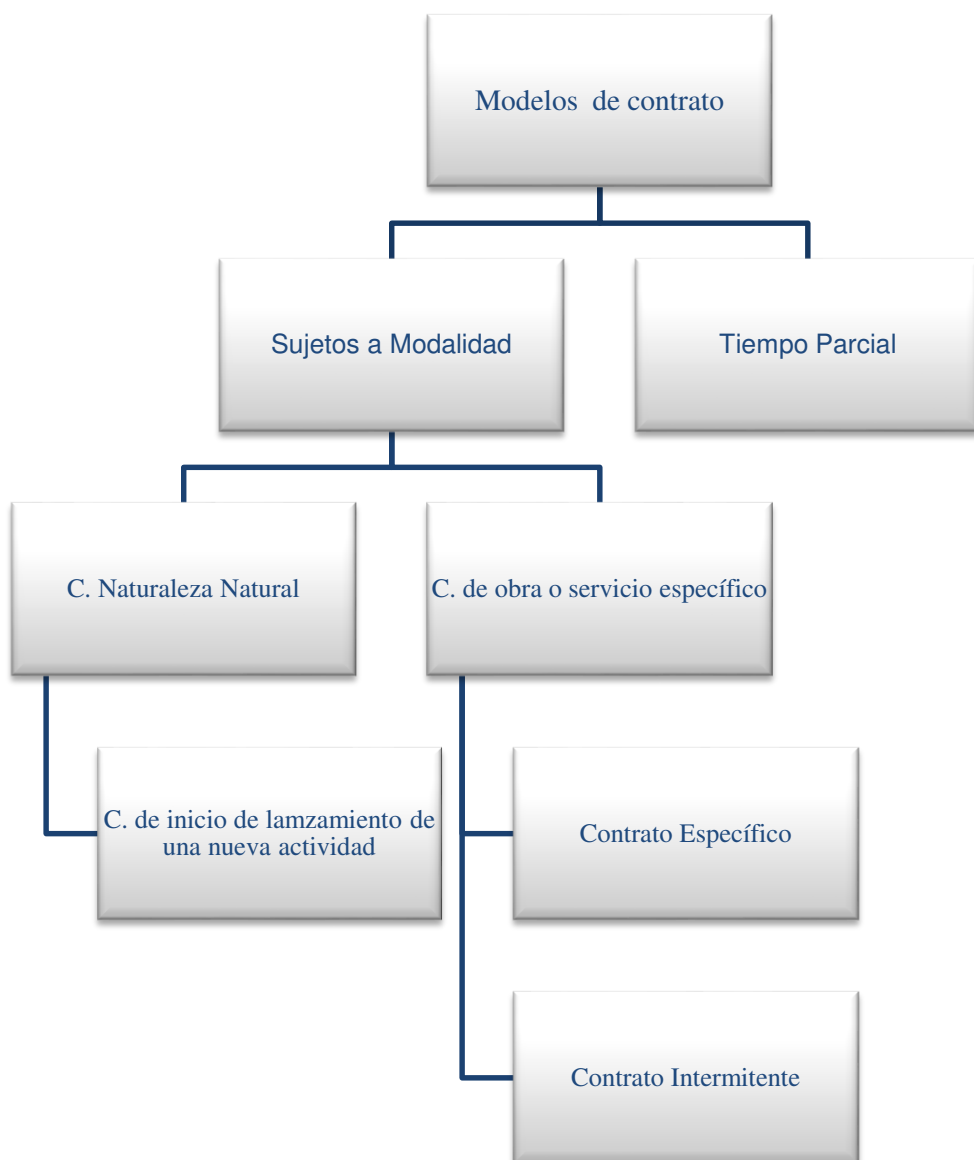 Modelos de contrato
Sujetos a Modalidad
Tiempo Parcial
C. Naturaleza Natural
C. de obra o servicio específico
C. de inicio de lamzamiento de
una nueva actividad
Contrato Específico
Contrato Intermitente